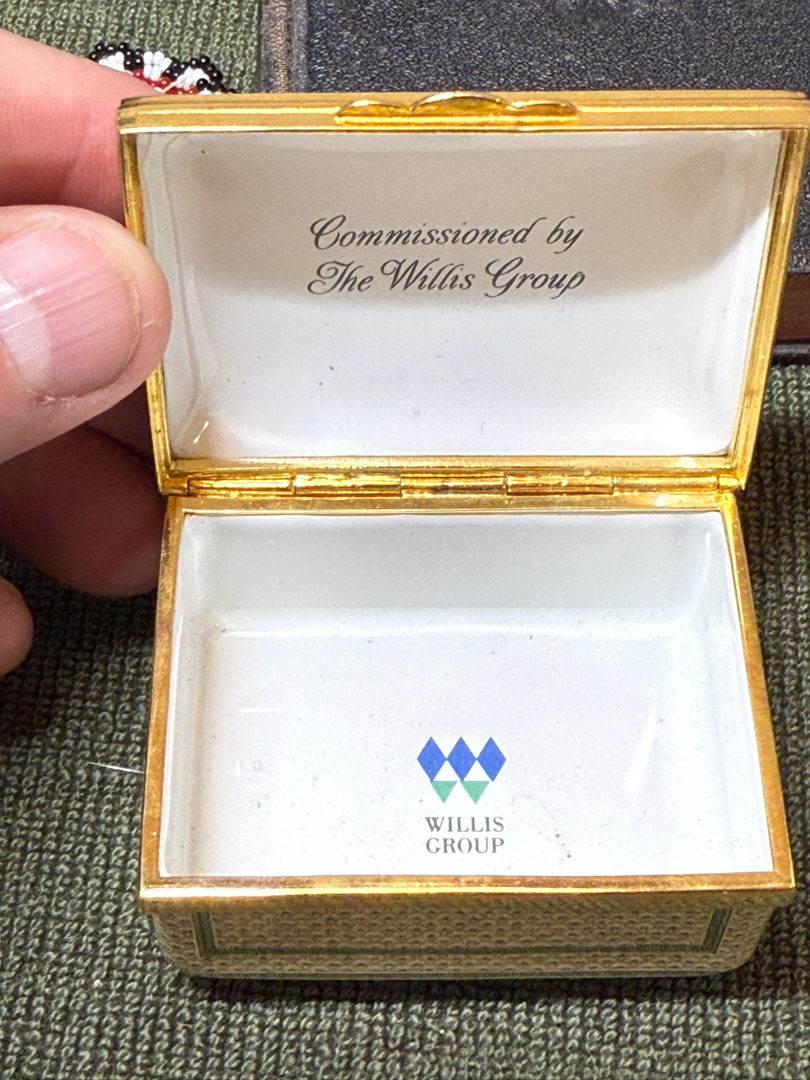 Commissioned by
The Willis Group
WILLIS
GROUP